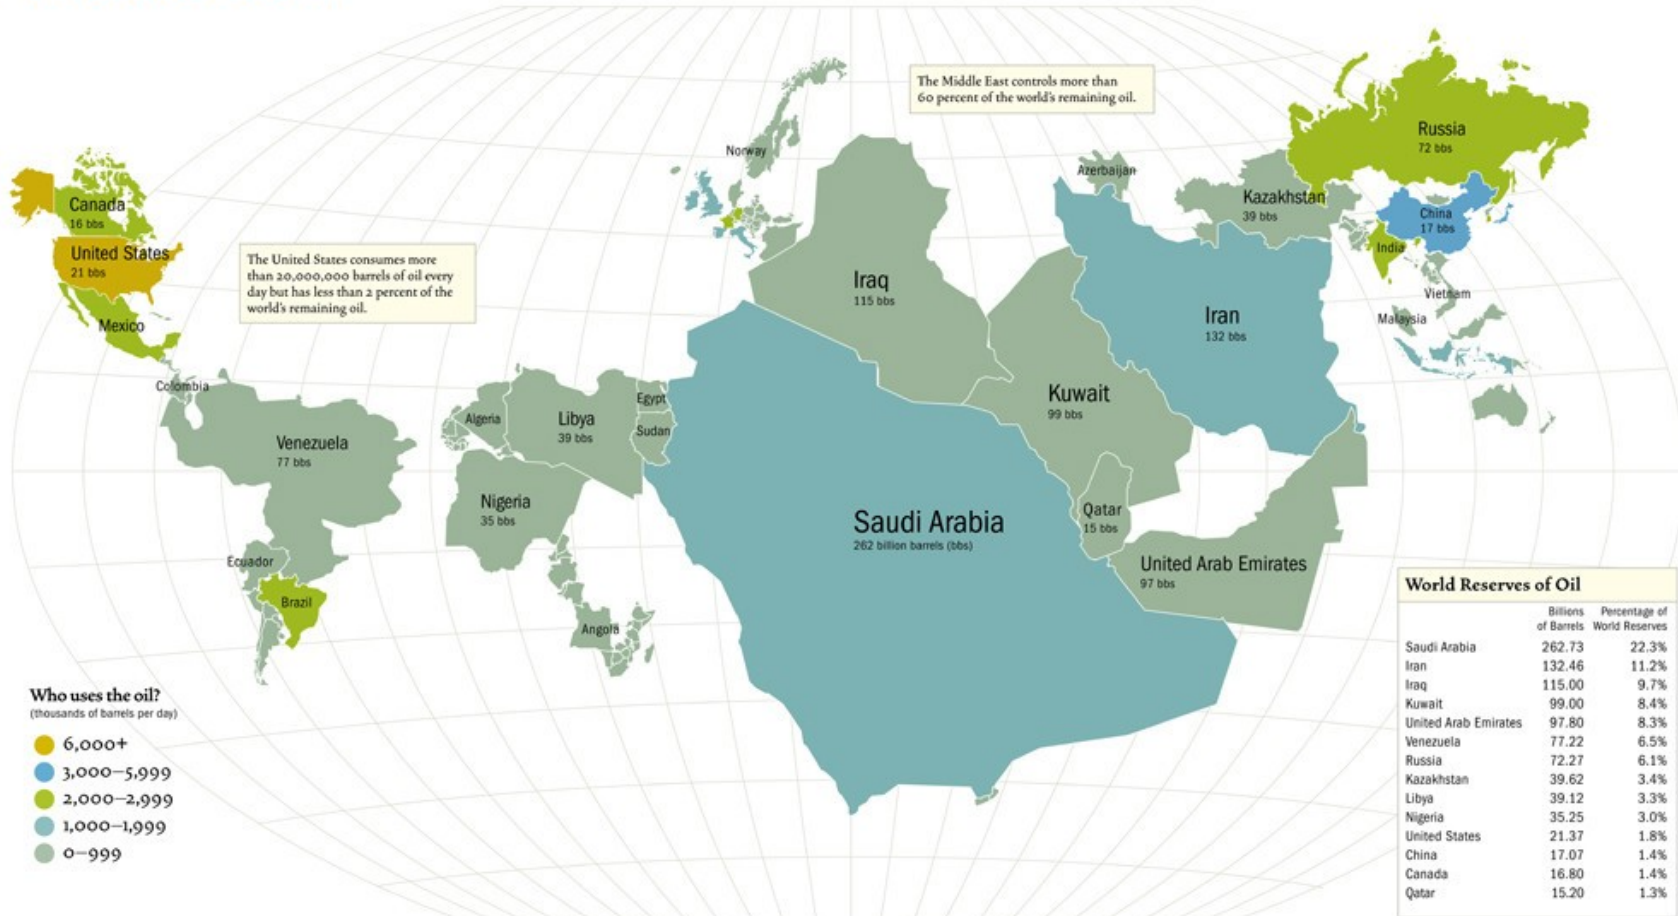 The Middle East controls more than
60 percent of the world's remaining oil.
Norway
Russia
72 bbs
Azerbaijan
Kazakhstan
39 bbs
China
17 bbs
India
Vietnam
Malaysia
Canada
16 bbs
United States
21 bbs
Mexico
The United States consumes more
than 20,000,000 barrels of oil every
day but has less than 2 percent of the
world's remaining oil.
Iraq
115 bbs
Iran
132 bbs
Kuwait
99 bbs
Colombia
Venezuela
77 bbs
Algeria
Libya
39 bbs
Egypt
Sudan
Nigeria
35 bbs
Saudi Arabia
262 billion barrels (bbs)
Qatar
15 bbs
United Arab Emirates
97 bbs
Ecuador
Brazil
Angola
Who uses the oil?
(thousands of barrels per day)
6,000+
3,000–5,999
2,000–2,999
1,000–1,999
0–999
World Reserves of Oil
Billions of Barrels Percentage of World Reserves
Saudi Arabia 262.73 22.3%
Iran 132.46 11.2%
Iraq 115.00 9.7%
Kuwait 99.00 8.4%
United Arab Emirates 97.80 8.3%
Venezuela 77.22 6.5%
Russia 72.27 6.1%
Kazakhstan 39.62 3.4%
Libya 39.12 3.3%
Nigeria 35.25 3.0%
United States 21.37 1.8%
China 17.07 1.4%
Canada 16.80 1.4%
Qatar 15.20 1.3%